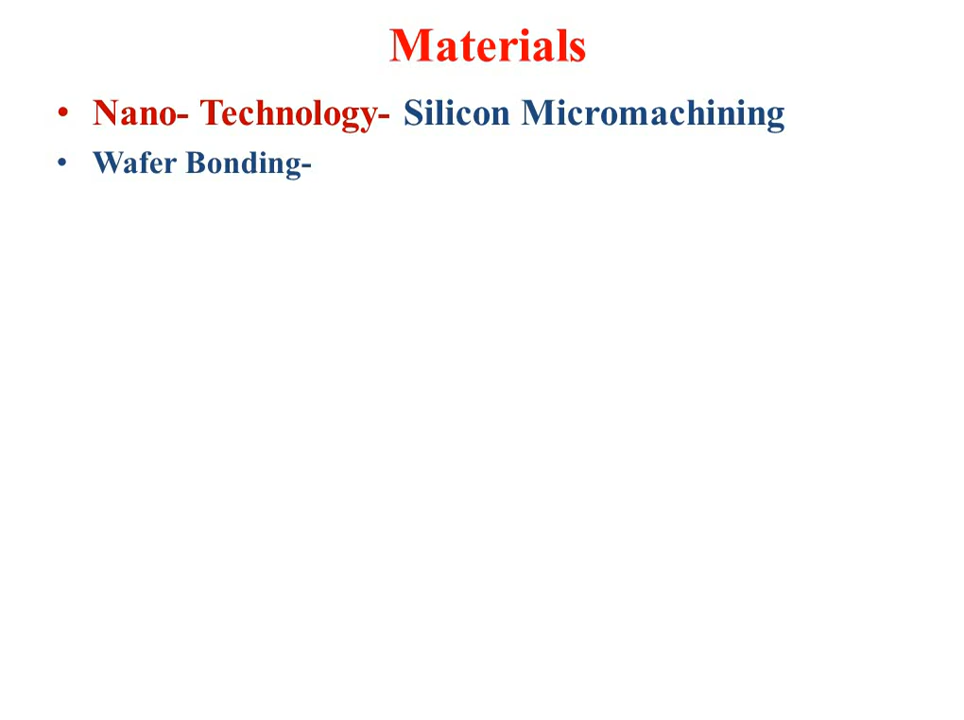 Materials
• Nano- Technology- Silicon Micromachining
• Wafer Bonding-